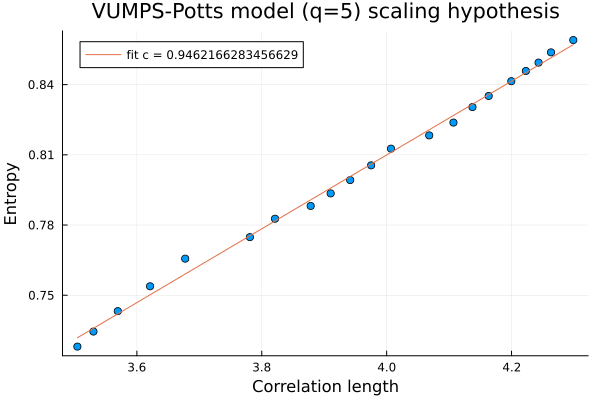 VUMPS-Potts model (q=5) scaling hypothesis
fit c = 0.9462166283456629
0.84
0.81
0.78
0.75
Entropy
3.6 3.8 4.0 4.2
Correlation length